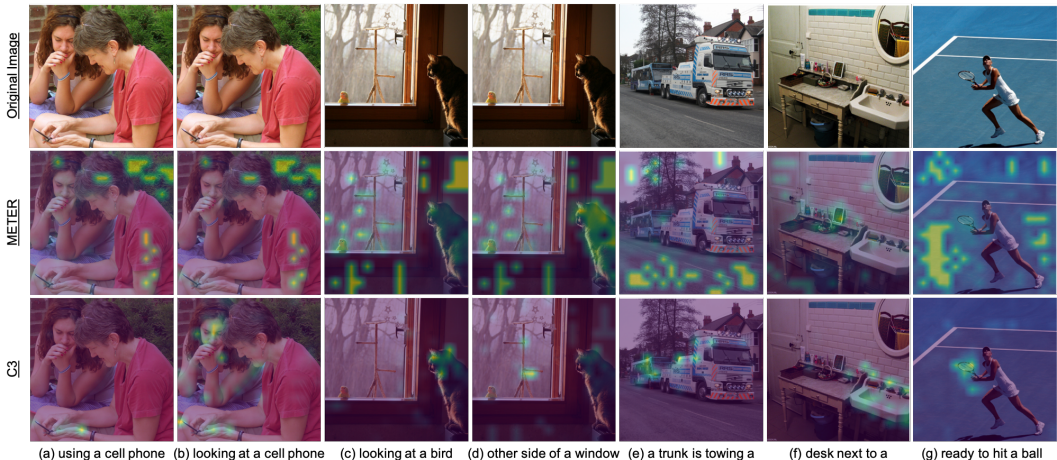 Original Image
METER
C3
(a) using a cell phone
(b) looking at a cell phone
(c) looking at a bird
(d) other side of a window
(e) a trunk is towing a
(f) desk next to a
(g) ready to hit a ball